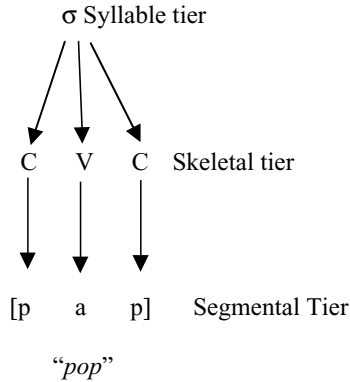 σ Syllable tier
C V C Skeletal tier
[p a p] Segmental Tier
“pop”